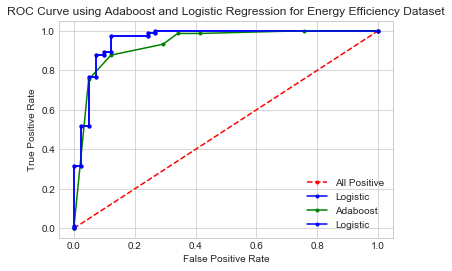 ROC Curve using Adaboost and Logistic Regression for Energy Efficiency Dataset
1.0
0.8
0.6
0.4
0.2
0.0
True Positive Rate
All Positive
Logistic
Adaboost
Logistic
0.0 0.2 0.4 0.6 0.8 1.0
False Positive Rate